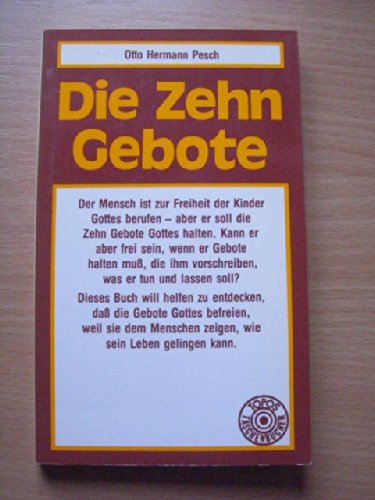 Otto Hermann Pesch
Die Zehn
Gebote
Der Mensch ist zur Freiheit der Kinder
Gottes berufen – aber er soll die
Zehn Gebote Gottes halten. Kann er
aber frei sein, wenn er Gebote
halten muß, die ihm vorschreiben,
was er tun und lassen soll?
Dieses Buch will helfen zu entdecken,
daß die Gebote Gottes befreien,
weil sie dem Menschen zeigen, wie
sein Leben gelingen kann.
TOPOS
TASCHENBÜCHER